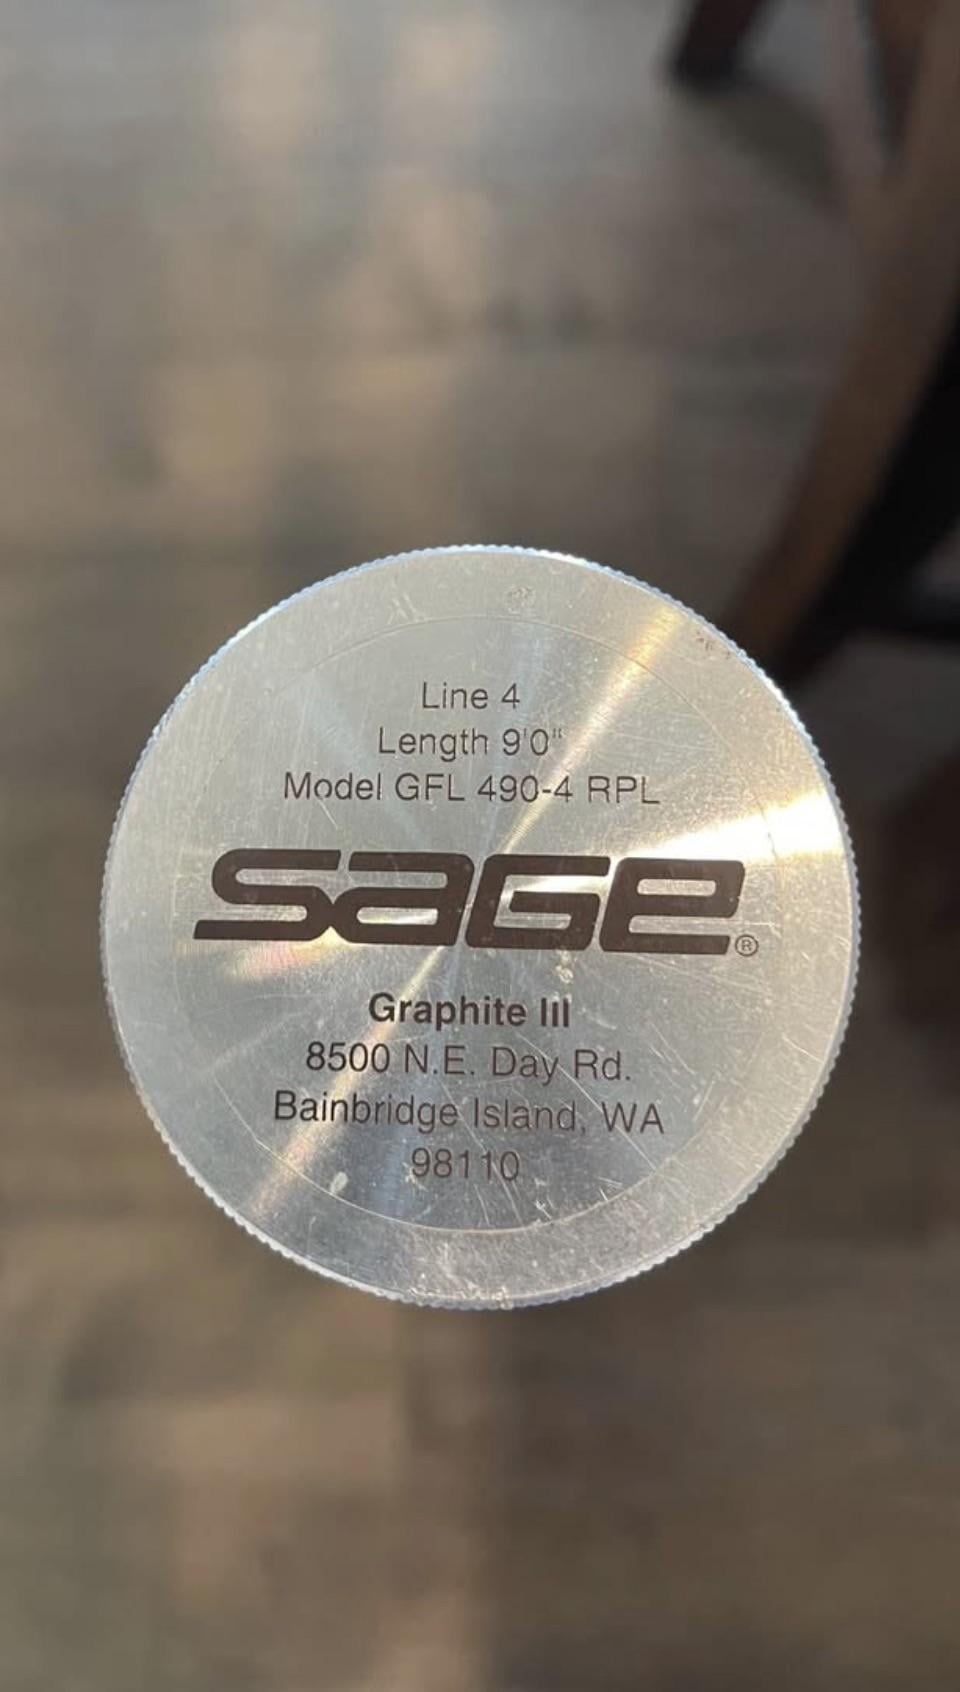 Line 4
Length 9'0"
Model GFL 490-4 RPL
SAGE®
Graphite III
8500 N.E. Day Rd.
Bainbridge Island, WA
98110